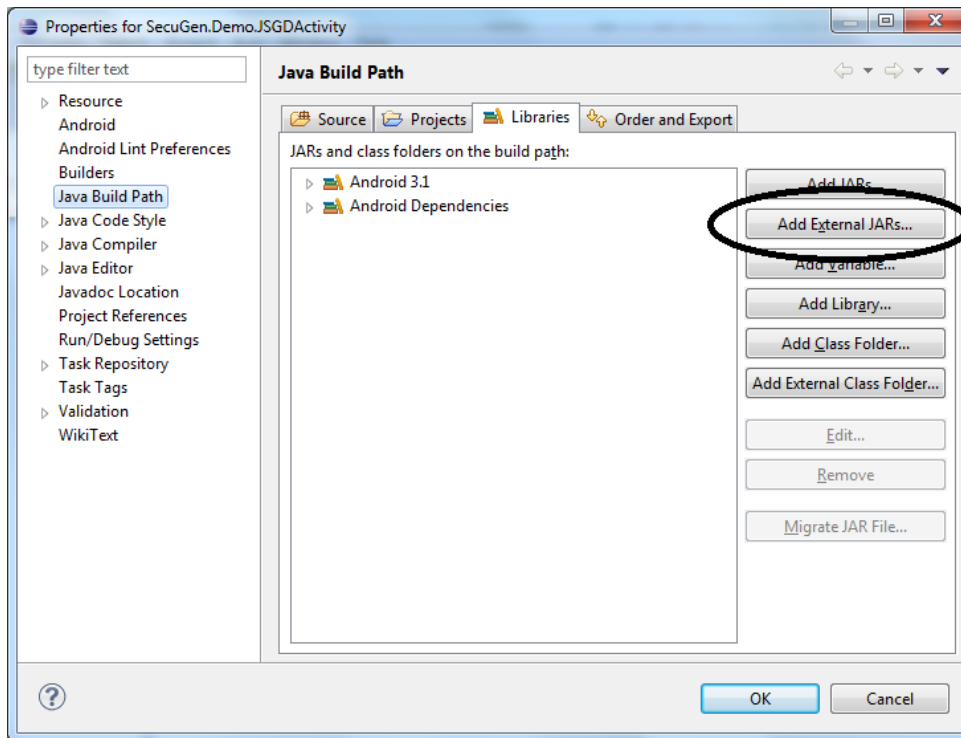 Properties for SecuGen.Demo.JSGDActivity
type filter text
Resource
Android
Android Lint Preferences
Builders
Java Build Path
Java Code Style
Java Compiler
Java Editor
Javadoc Location
Project References
Run/Debug Settings
Task Repository
Task Tags
Validation
WikiText
Java Build Path
Source
Projects
Libraries
Order and Export
JARs and class folders on the build path:
Android 3.1
Android Dependencies
Add JARs...
Add External JARs...
Add Variable...
Add Library...
Add Class Folder...
Add External Class Folder...
Edit...
Remove
Migrate JAR File...
OK
Cancel